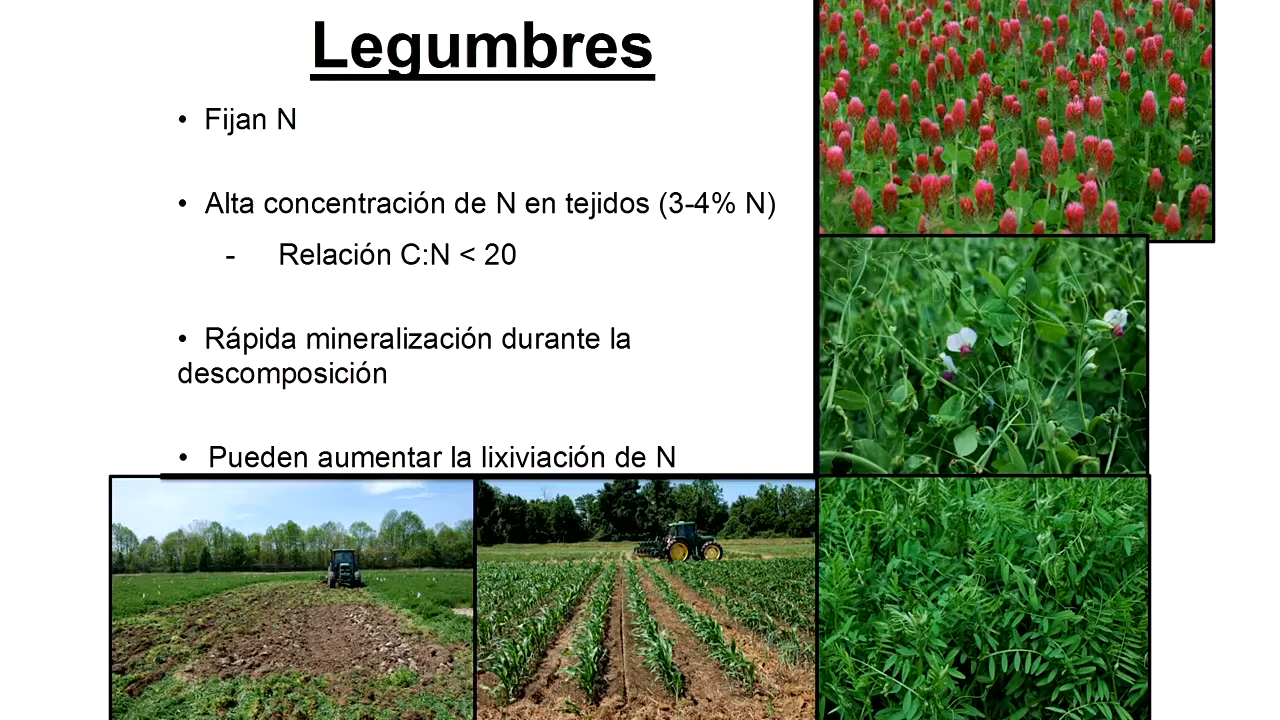 Legumbres
• Fijan N
• Alta concentración de N en tejidos (3-4% N)
- Relación C:N < 20
• Rápida mineralización durante la
descomposición
• Pueden aumentar la lixiviación de N